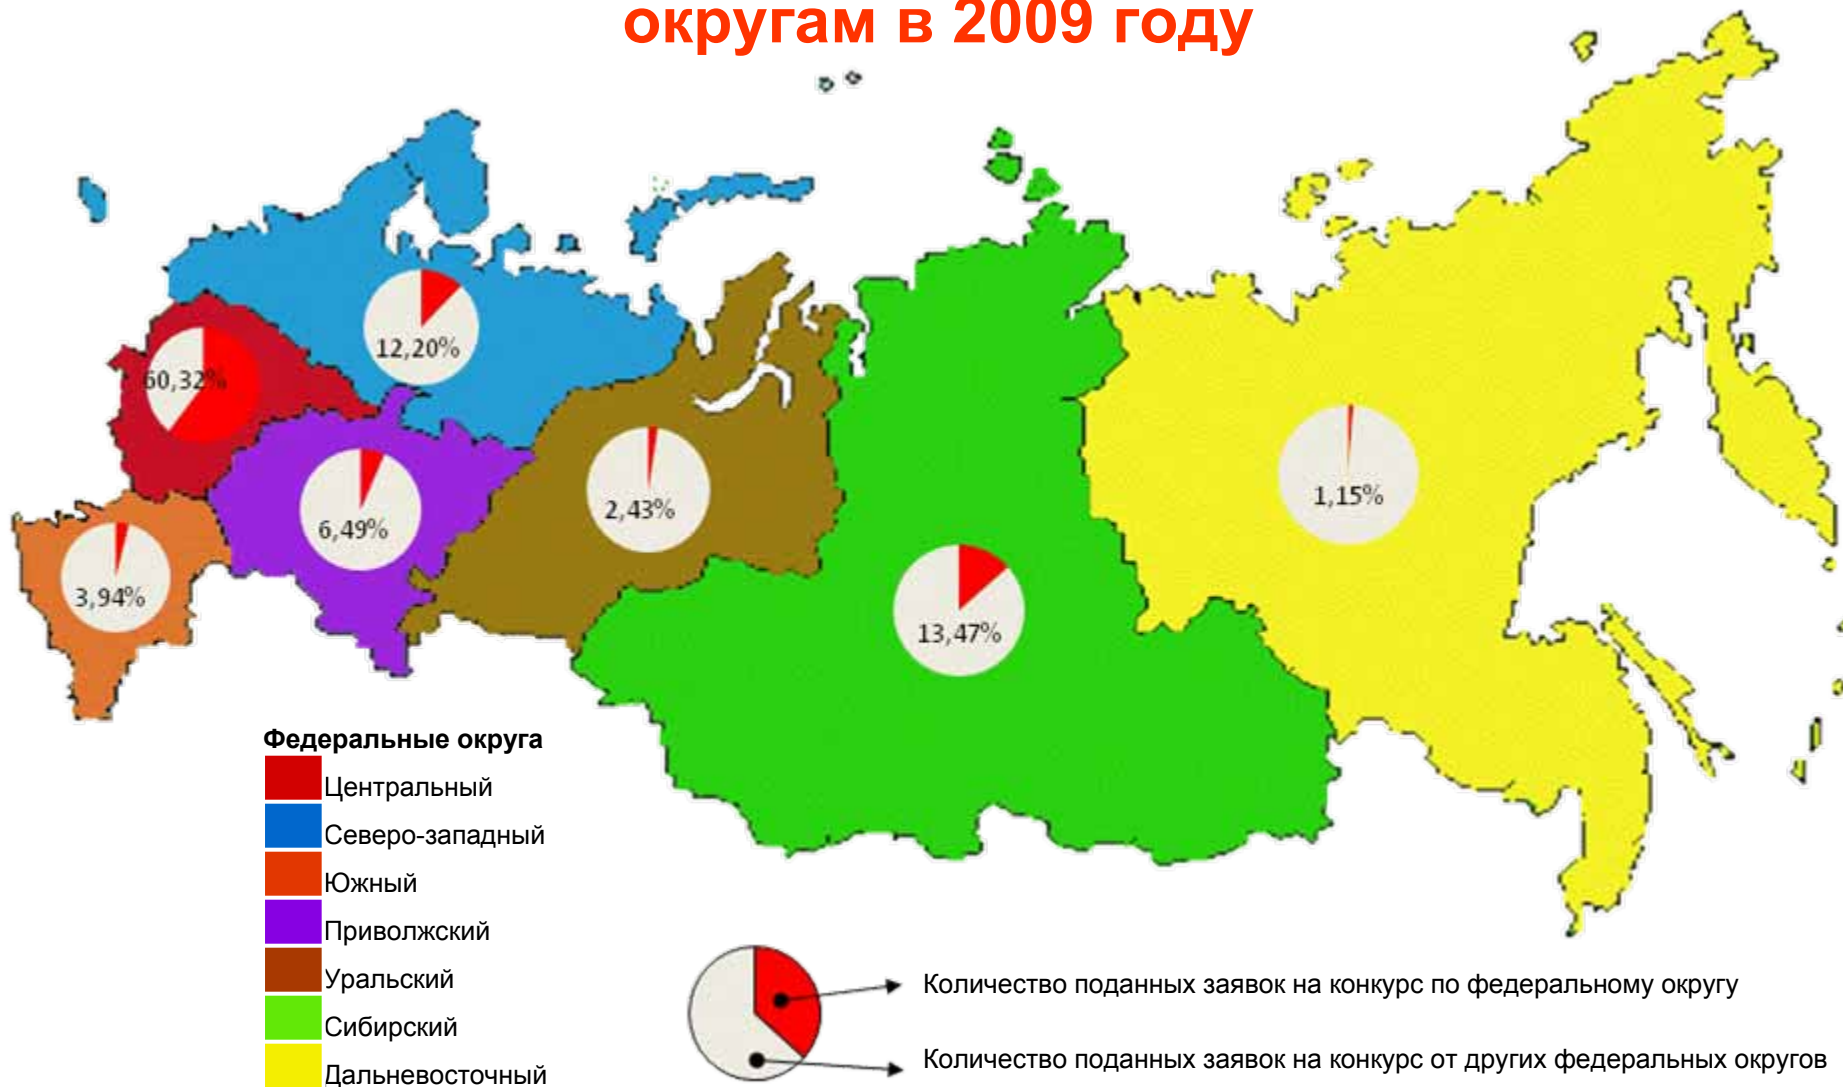 округам в 2009 году
12,20%
60,32%
6,49%
2,43%
1,15%
3,94%
13,47%
Федеральные округа
Центральный
Северо-западный
Южный
Приволжский
Уральский
Сибирский
Дальневосточный
Количество поданных заявок на конкурс по федеральному округу
Количество поданных заявок на конкурс от других федеральных округов